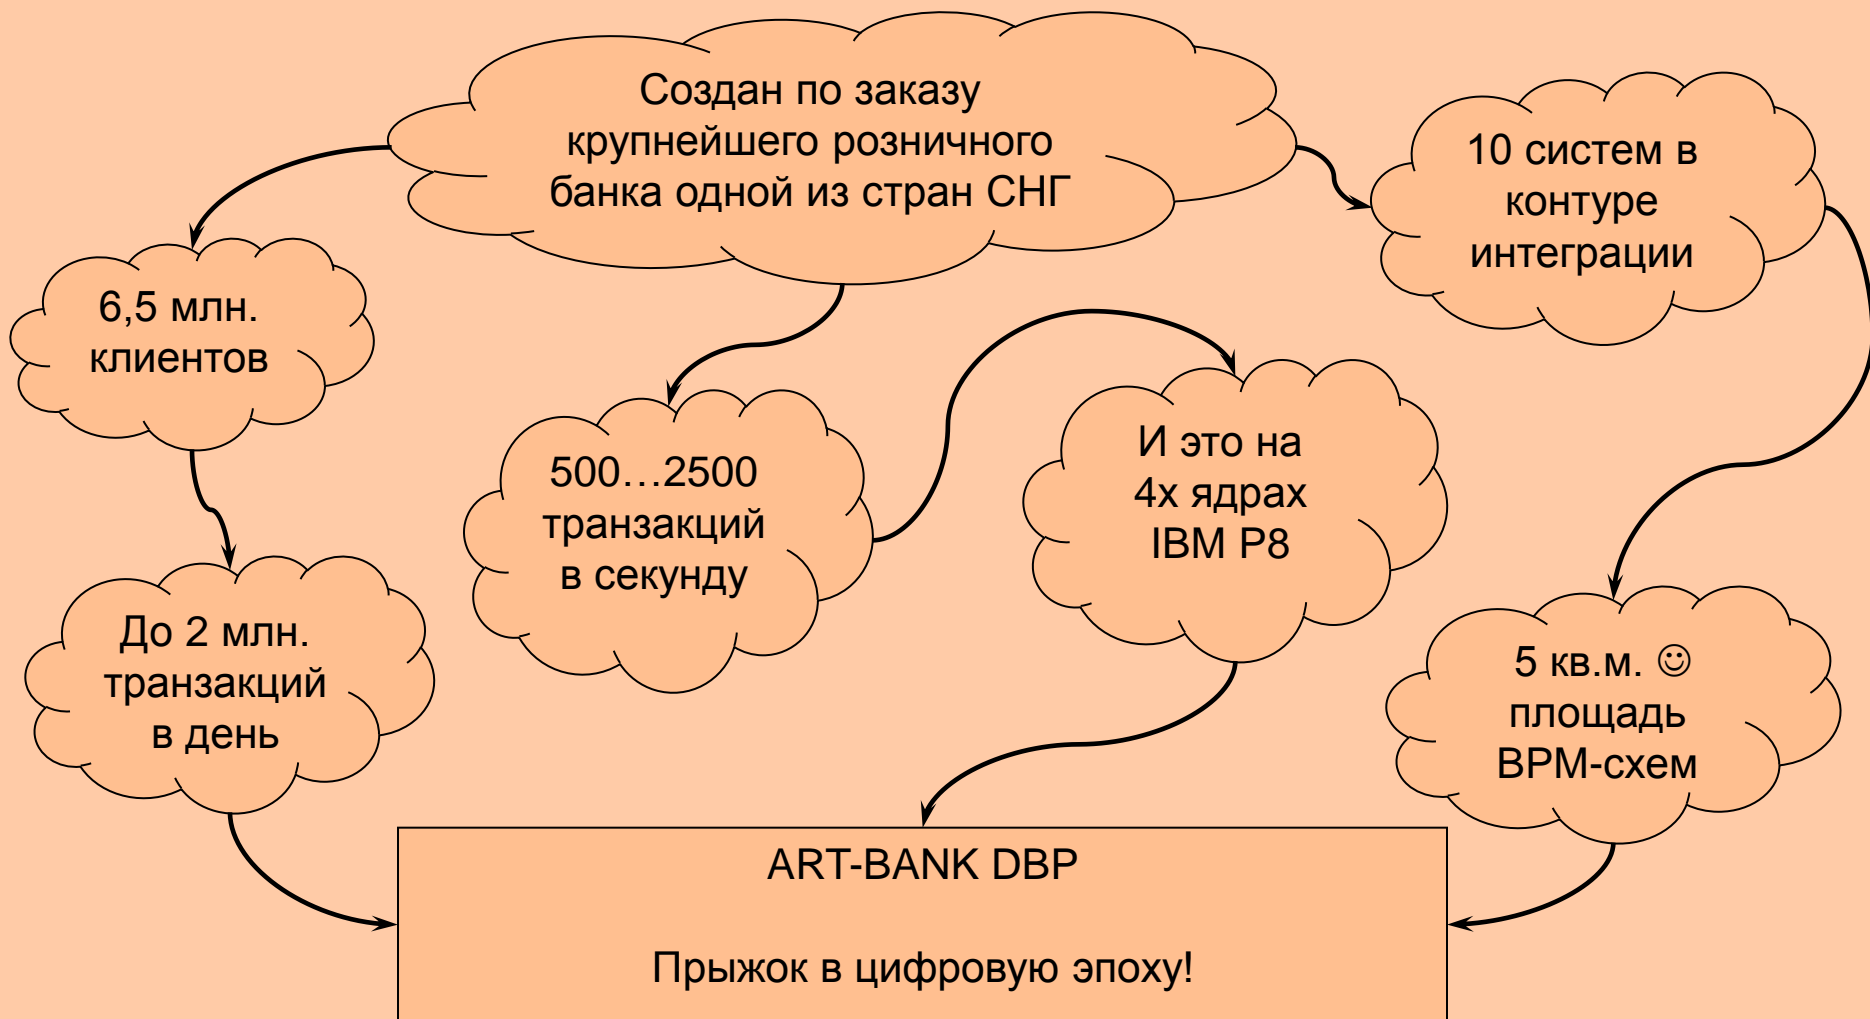 Создан по заказу
крупнейшего розничного
банка одной из стран СНГ
10 систем в
контуре
интеграции
6,5 млн.
клиентов
500…2500
транзакций
в секунду
И это на
4х ядрах
IBM P8
До 2 млн.
транзакций
в день
5 кв.м. ☺
площадь
BPM-схем
ART-BANK DBP
Прыжок в цифровую эпоху!